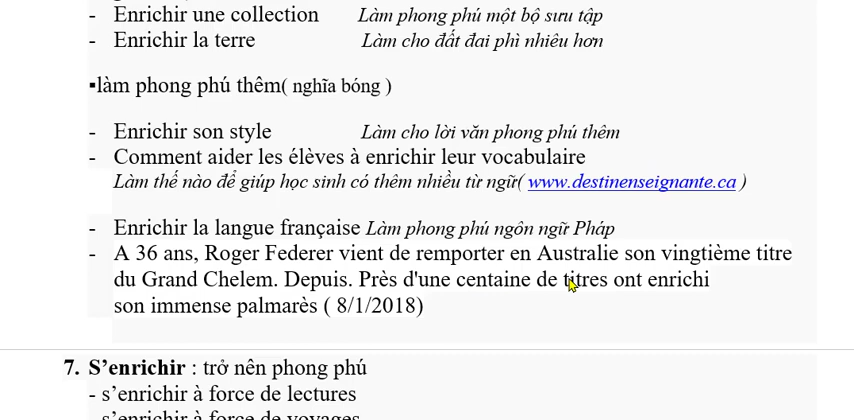 - Enrichir une collection Làm phong phú một bộ sưu tập
- Enrichir la terre Làm cho đất đai phì nhiêu hơn
▪làm phong phú thêm( nghĩa bóng )
- Enrichir son style Làm cho lời văn phong phú thêm
- Comment aider les élèves à enrichir leur vocabulaire
Làm thế nào để giúp học sinh có thêm nhiều từ ngữ( www.destinenseignante.ca )
- Enrichir la langue française Làm phong phú ngôn ngữ Pháp
- A 36 ans, Roger Federer vient de remporter en Australie son vingtième titre
du Grand Chelem. Depuis. Près d'une centaine de titres ont enrichi
son immense palmarès ( 8/1/2018)
7. S’enrichir : trở nên phong phú
- s’enrichir à force de lectures
- s’enrichir à force de voyages